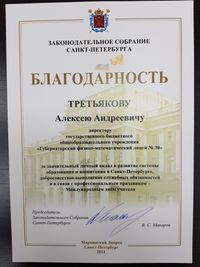 ЗАКОНОДАТЕЛЬНОЕ СОБРАНИЕ
САНКТ-ПЕТЕРБУРГА
БЛАГОДАРНОСТЬ
ТРЕТЬЯКОВУ
Алексею Андреевичу
директору
государственного бюджетного
общеобразовательного учреждения
«Губернаторский физико-математический лицей № 30»
за значительный личный вклад в развитие системы
образования и воспитания в Санкт-Петербурге,
добросовестное выполнение служебных обязанностей
и в связи с профессиональным праздником –
Международным днём учителя
Председатель
Законодательного Собрания
Санкт-Петербурга
В. С. Макаров
Мариинский Дворец
Санкт-Петербург
2014